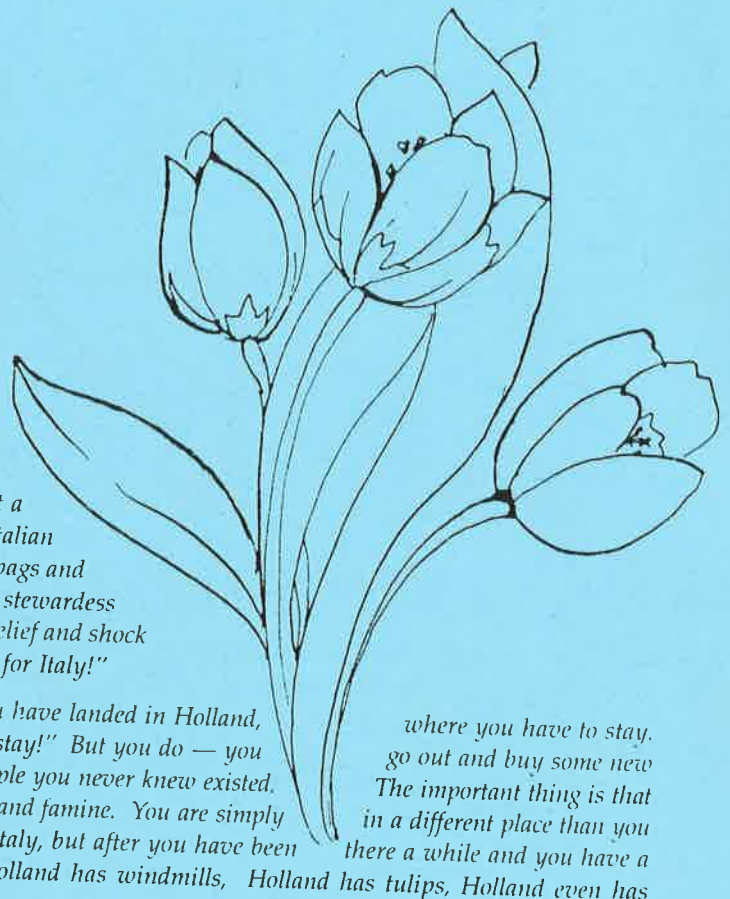 a
talian
bags and
stewardess
elief and shock
for Italy!"
have landed in Holland, where you have to stay.
stay!" But you do — you go out and buy some new
ple you never knew existed. The important thing is that
and famine. You are simply in a different place than you
taly, but after you have been there a while and you have a
olland has windmills, Holland has tulips, Holland even has